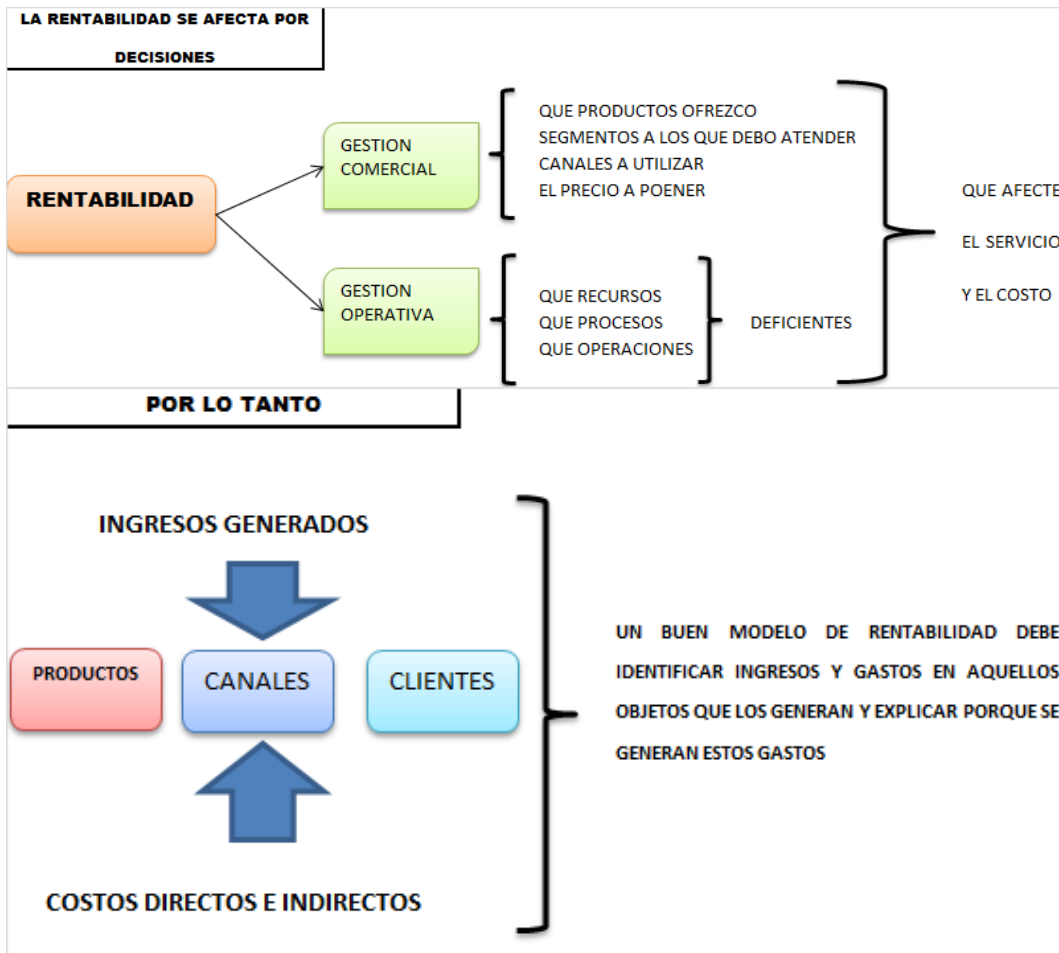 LA RENTABILIDAD SE AFECTA POR
DECISIONES
RENTABILIDAD
GESTION
COMERCIAL
QUE PRODUCTOS OFREZCO
SEGMENTOS A LOS QUE DEBO ATENDER
CANALES A UTILIZAR
EL PRECIO A POENER
GESTION
OPERATIVA
QUE RECURSOS
QUE PROCESOS
QUE OPERACIONES
DEFICIENTES
QUE AFECTE
EL SERVICIO
Y EL COSTO
POR LO TANTO
INGRESOS GENERADOS
PRODUCTOS
CANALES
CLIENTES
COSTOS DIRECTOS E INDIRECTOS
UN BUEN MODELO DE RENTABILIDAD DEBE
IDENTIFICAR INGRESOS Y GASTOS EN AQUELLOS
OBJETOS QUE LOS GENERAN Y EXPLICAR PORQUE SE
GENERAN ESTOS GASTOS